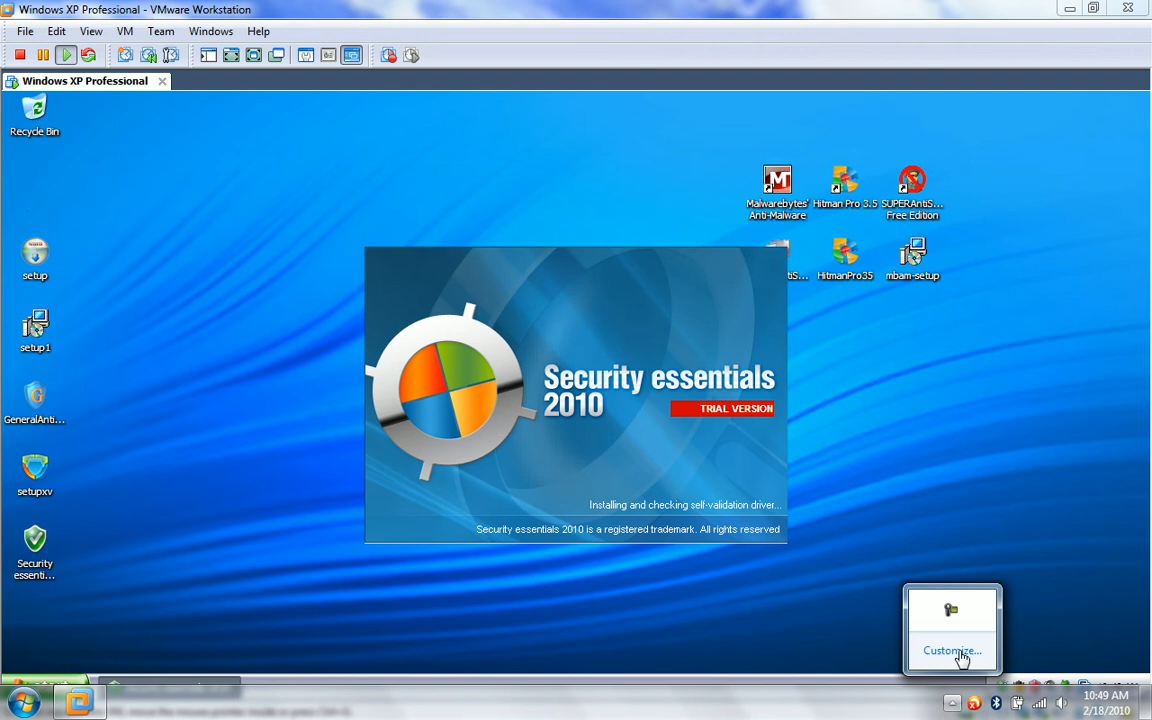 Windows XP Professional - VMware Workstation
File Edit View VM Team Windows Help
Windows XP Professional
Recycle Bin
Malwarebytes' Anti-Malware
Hitman Pro 3.5
SUPERAntiS... Free Edition
setup
HitmanPro35
mbam-setup
setup1
GeneralAnti...
setupxv
Security essenti...
Security essentials
2010
TRIAL VERSION
Installing and checking self-validation driver...
Security essentials 2010 is a registered trademark. All rights reserved
Customize...
10:49 AM
2/18/2010